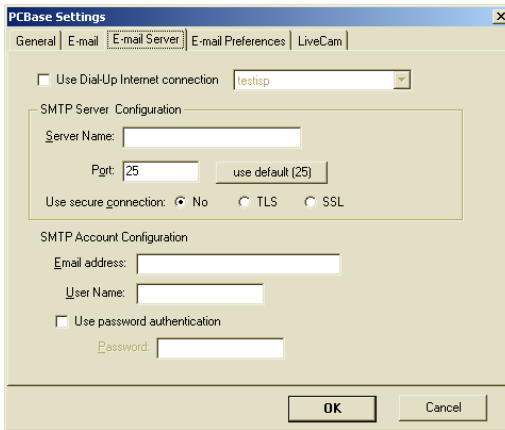 PCBase Settings
General E-mail E-mail Server E-mail Preferences LiveCam
Use Dial-Up Internet connection testisp
SMTP Server Configuration
Server Name:
Port: 25 use default (25)
Use secure connection: No TLS SSL
SMTP Account Configuration
Email address:
User Name:
Use password authentication
Password:
OK Cancel